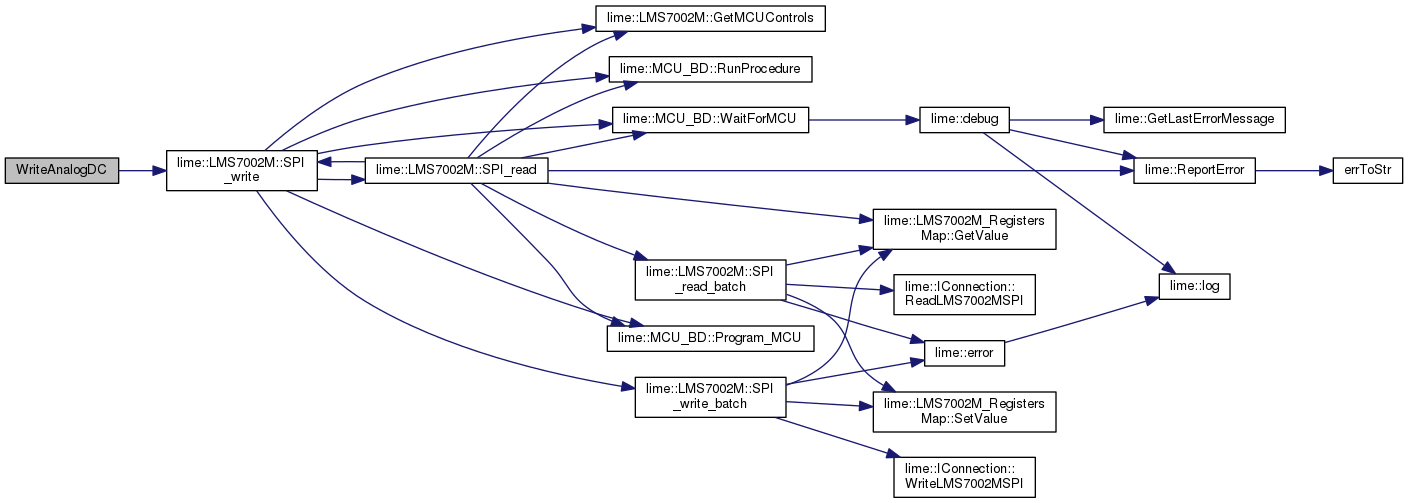 WriteAnalogDC
lime::LMS7002M::SPI
_write
lime::LMS7002M::SPI_read
lime::LMS7002M::GetMCUControls
lime::MCU_BD::RunProcedure
lime::MCU_BD::WaitForMCU
lime::LMS7002M::SPI
_read_batch
lime::MCU_BD::Program_MCU
lime::LMS7002M::SPI
_write_batch
lime::debug
lime::LMS7002M_Registers
Map::GetValue
lime::IConnection::
ReadLMS7002MSPI
lime::error
lime::LMS7002M_Registers
Map::SetValue
lime::IConnection::
WriteLMS7002MSPI
lime::GetLastErrorMessage
lime::ReportError
lime::log
errToStr